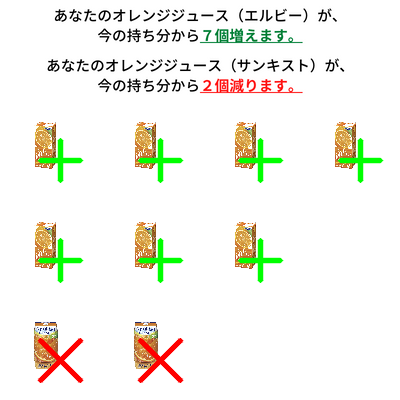 あなたのオレンジジュース（エルビー）が、
今の持ち分から７個増えます。
あなたのオレンジジュース（サンキスト）が、
今の持ち分から２個減ります。